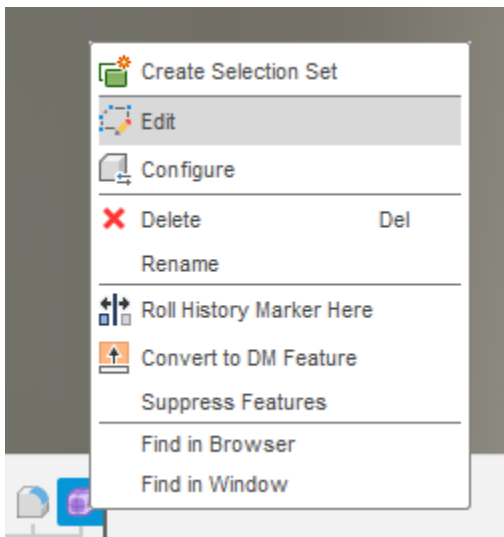 Create Selection Set
Edit
Configure
Delete Del
Rename
Roll History Marker Here
Convert to DM Feature
Suppress Features
Find in Browser
Find in Window